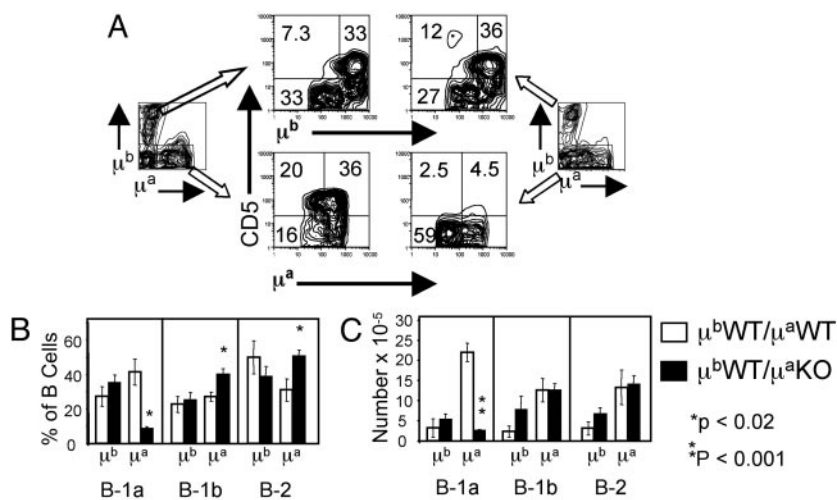 A
7.3 33
12 36
33
27
μb
μb
μa
μb
μb
μa
20 36
2.5 4.5
16
59
CD5
μa
B
C
% of B Cells
60
40
20
0
Number x 10-5
30
25
20
15
10
5
0
*
*
*
*
*
*
μb μa μb μa μb μa
B-1a B-1b B-2
μb μa μb μa μb μa
B-1a B-1b B-2
μbWT/μaWT
μbWT/μaKO
*p < 0.02
*
*P < 0.001